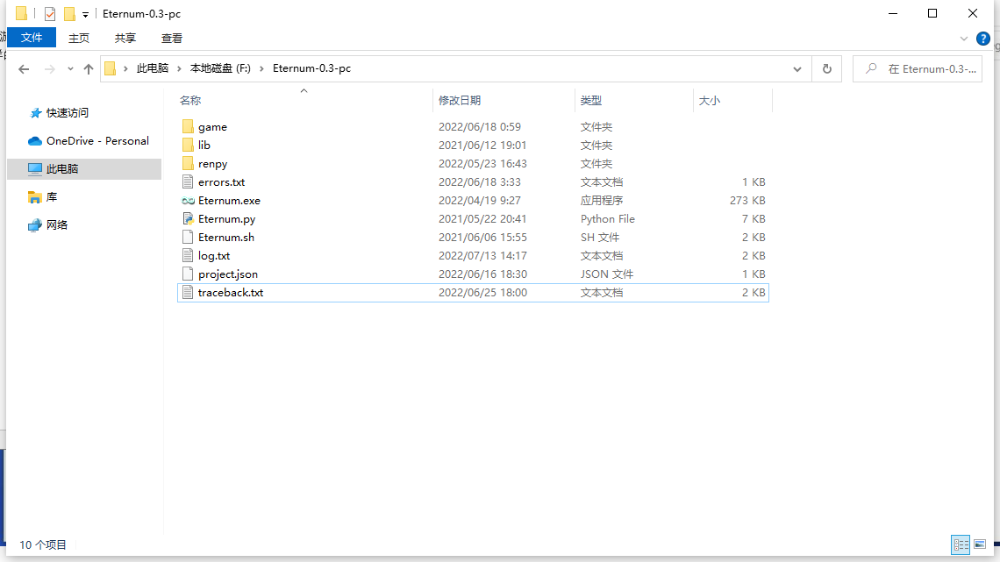 Eternum-0.3-pc
文件 主页 共享 查看
此电脑 本地磁盘 (F:) Eternum-0.3-pc 在 Eternum-0.3-...
名称 修改日期 类型 大小
快速访问
OneDrive - Personal
此电脑
库
网络
game 2022/06/18 0:59 文件夹
lib 2021/06/12 19:01 文件夹
renpy 2022/05/23 16:43 文件夹
errors.txt 2022/06/18 3:33 文本文档 1 KB
Eternum.exe 2022/04/19 9:27 应用程序 273 KB
Eternum.py 2021/05/22 20:41 Python File 7 KB
Eternum.sh 2021/06/06 15:55 SH 文件 2 KB
log.txt 2022/07/13 14:17 文本文档 2 KB
project.json 2022/06/16 18:30 JSON 文件 1 KB
traceback.txt 2022/06/25 18:00 文本文档 2 KB
10 个项目